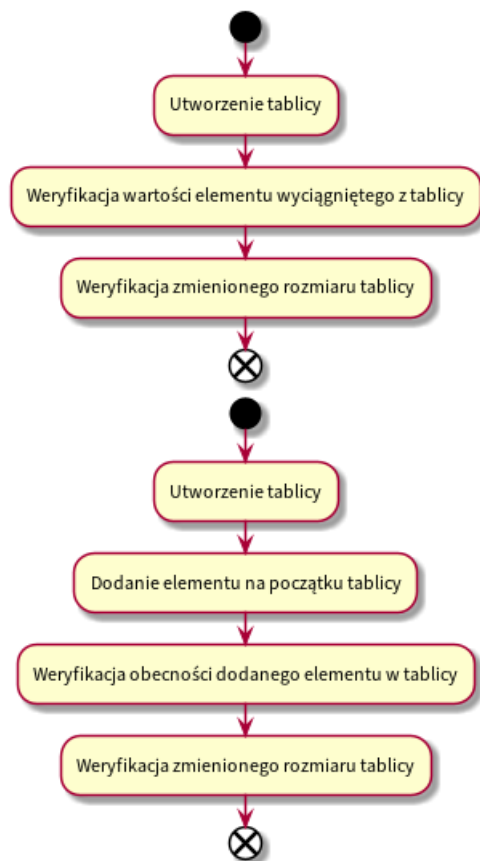 Utworzenie tablicy
Weryfikacja wartości elementu wyciągniętego z tablicy
Weryfikacja zmienionego rozmiaru tablicy
Utworzenie tablicy
Dodanie elementu na początku tablicy
Weryfikacja obecności dodanego elementu w tablicy
Weryfikacja zmienionego rozmiaru tablicy